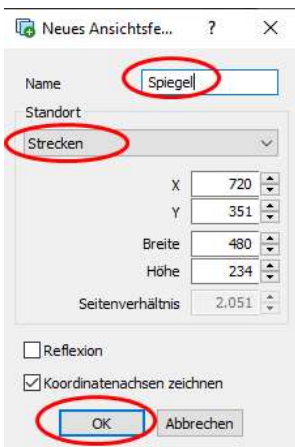 Neues Ansichtsfe... ?
Name Spiegel
Standort
Strecken
X 720
Y 351
Breite 480
Höhe 234
Seitenverhältnis 2.051
Reflexion
Koordinatenachsen zeichnen
OK Abbrechen